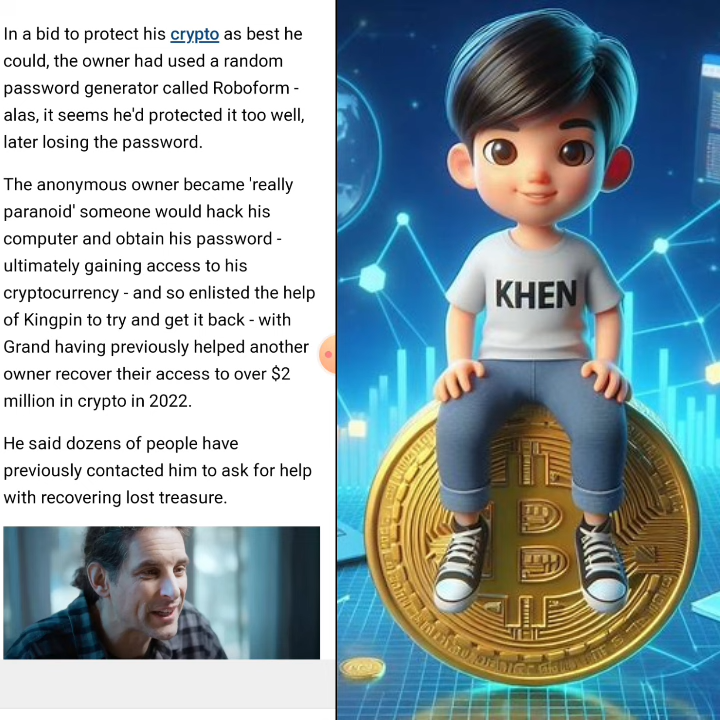 In a bid to protect his crypto as best he
could, the owner had used a random
password generator called Roboform -
alas, it seems he'd protected it too well,
later losing the password.
The anonymous owner became 'really
paranoid' someone would hack his
computer and obtain his password -
ultimately gaining access to his
cryptocurrency - and so enlisted the help
of Kingpin to try and get it back - with
Grand having previously helped another
owner recover their access to over $2
million in crypto in 2022.
He said dozens of people have
previously contacted him to ask for help
with recovering lost treasure.
KHEN